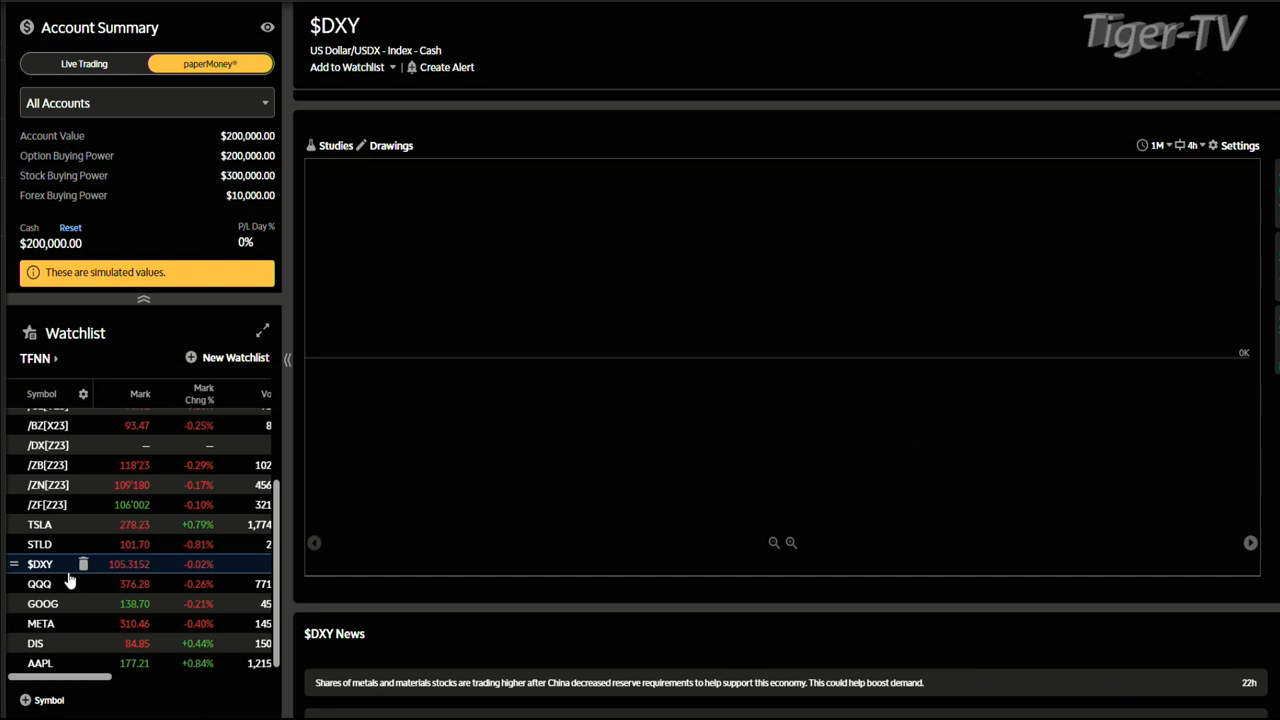 Account Summary
Live Trading paperMoney®
All Accounts
Account Value $200,000.00
Option Buying Power $200,000.00
Stock Buying Power $300,000.00
Forex Buying Power $10,000.00
Cash Reset P/L Day %
$200,000.00 0%
These are simulated values.
Watchlist
TFNN New Watchlist
Symbol Mark Mark Chng % Vo
/BZ[X23] 93.47 -0.25% 8
/DX[Z23] — —
/ZB[Z23] 118'23 -0.29% 102
/ZN[Z23] 109'180 -0.17% 456
/ZF[Z23] 106'002 -0.10% 321
TSLA 278.23 +0.79% 1,774
STLD 101.70 -0.81% 2
$DXY 105.3152 -0.02%
QQQ 376.28 -0.26% 771
GOOG 138.70 -0.21% 45
META 310.46 -0.40% 145
DIS 84.85 +0.44% 150
AAPL 177.21 +0.84% 1,215
Symbol
$DXY
US Dollar/USDX - Index - Cash
Add to Watchlist | Create Alert
Tiger-TV
Studies Drawings 1M 4h Settings
0K
$DXY News
Shares of metals and materials stocks are trading higher after China decreased reserve requirements to help support this economy. This could help boost demand. 22h